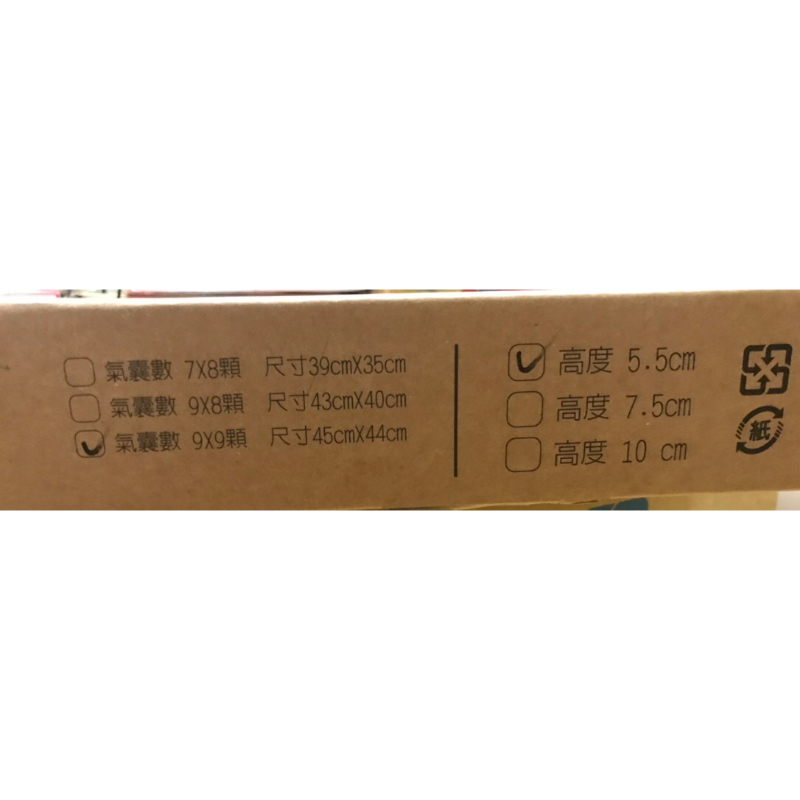 氣囊數 7X8顆 尺寸39cmX35cm
氣囊數 9X8顆 尺寸43cmX40cm
氣囊數 9X9顆 尺寸45cmX44cm
高度 5.5cm
高度 7.5cm
高度 10 cm
紙